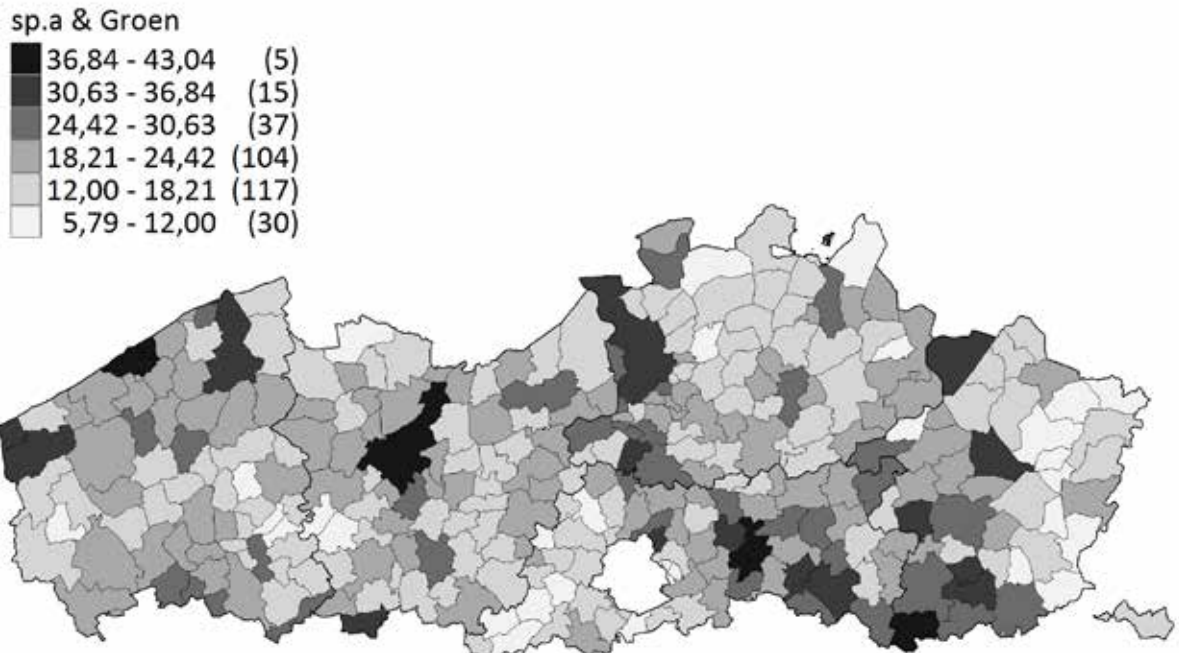 sp.a & Groen
36,84 - 43,04 (5)
30,63 - 36,84 (15)
24,42 - 30,63 (37)
18,21 - 24,42 (104)
12,00 - 18,21 (117)
5,79 - 12,00 (30)